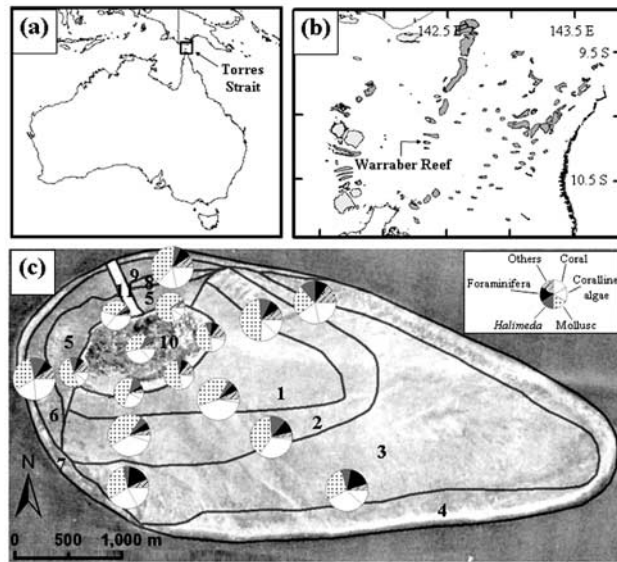 (a)
Torres
Strait
(b)
142.5 E
143.5 E
9.5 S
10.5 S
Warraber Reef
(c)
Others
Coral
Foraminifera
Coralline
algae
Halimeda
Mollusc
9
8
5
11
10
5
1
2
3
6
7
4
N
0 500 1,000 m